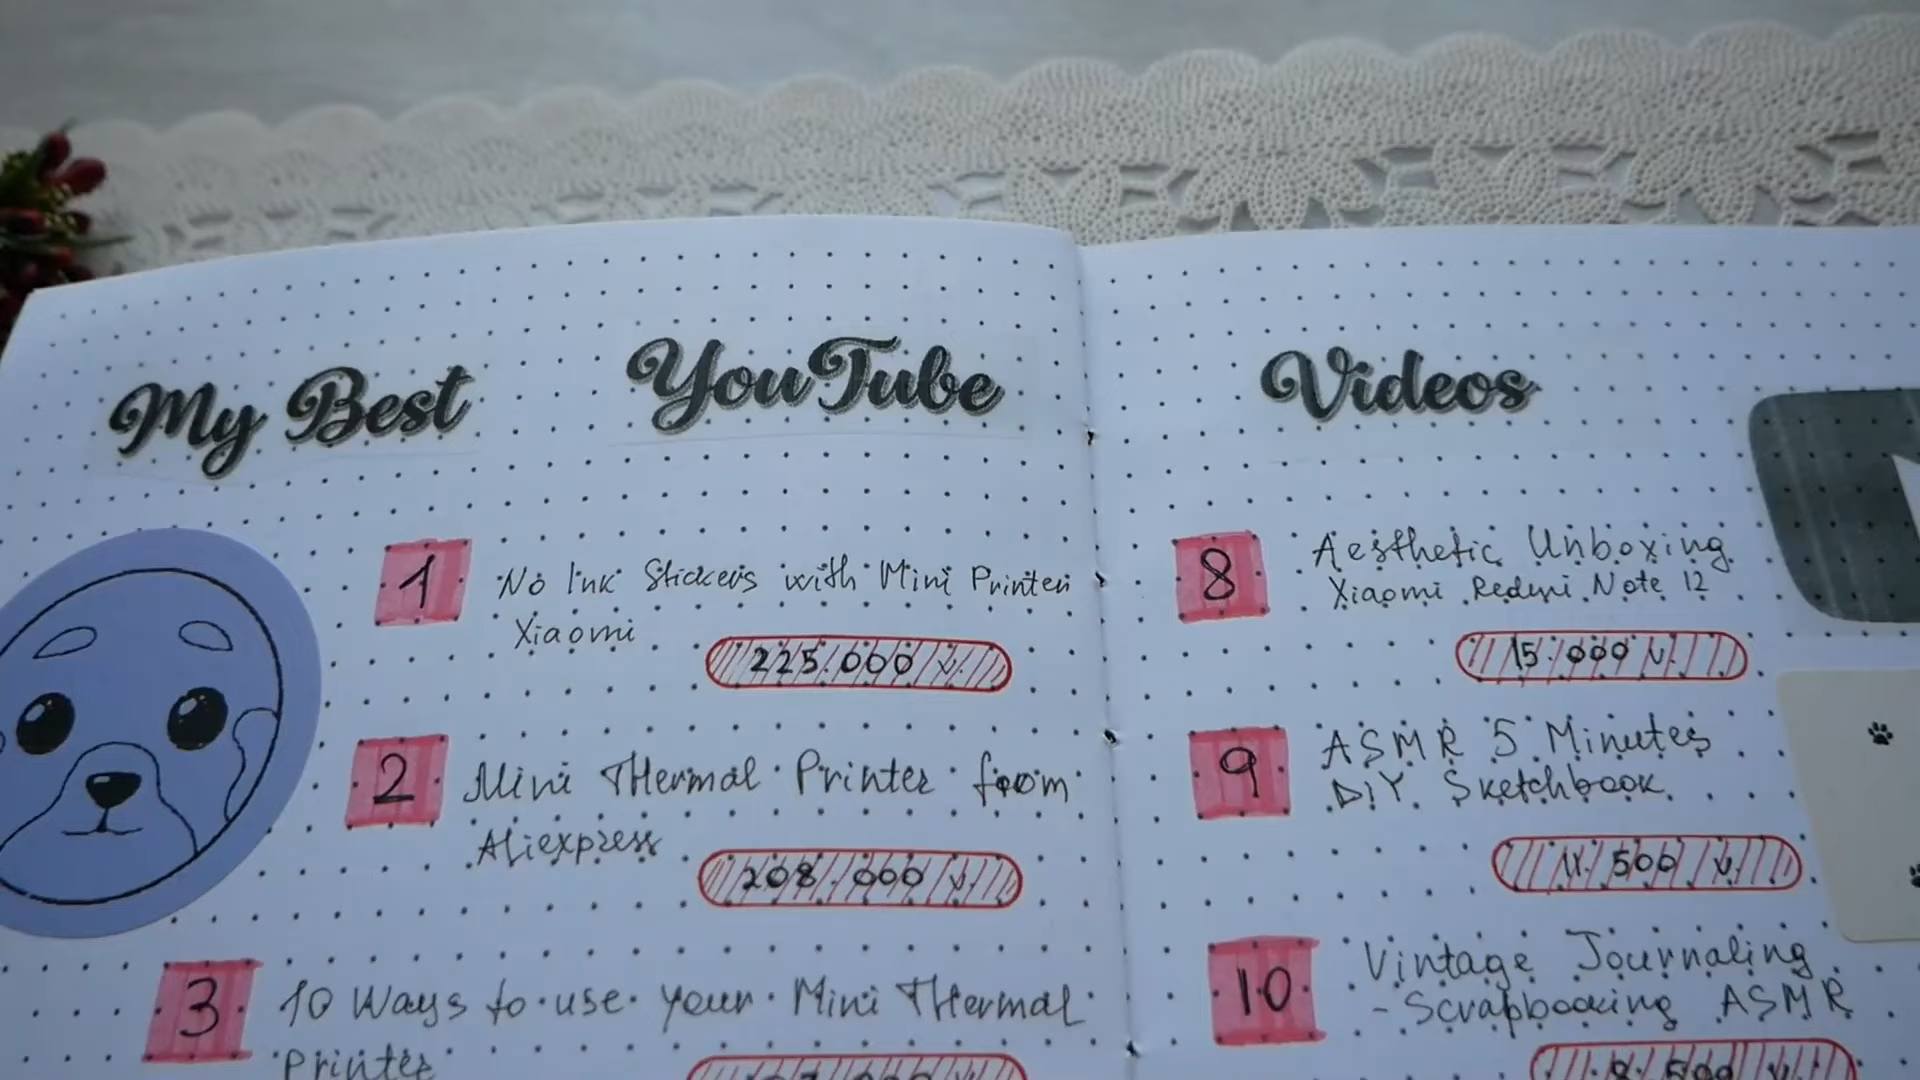 My Best YouTube Videos
1 No Ink Stickers with Mini Printer
Xiaomi
225.000 v.
2 Mini Thermal Printer from
Aliexpress
208.000 v.
3 10 Ways to use your Mini Thermal
Printer
8 Aesthetic Unboxing
Xiaomi Redmi Note 12
15.000 v.
9 ASMR 5 Minutes
DiY Sketchbook
11.500 v.
10 Vintage Journaling
- Scrapbooking ASMR
8.500 v.